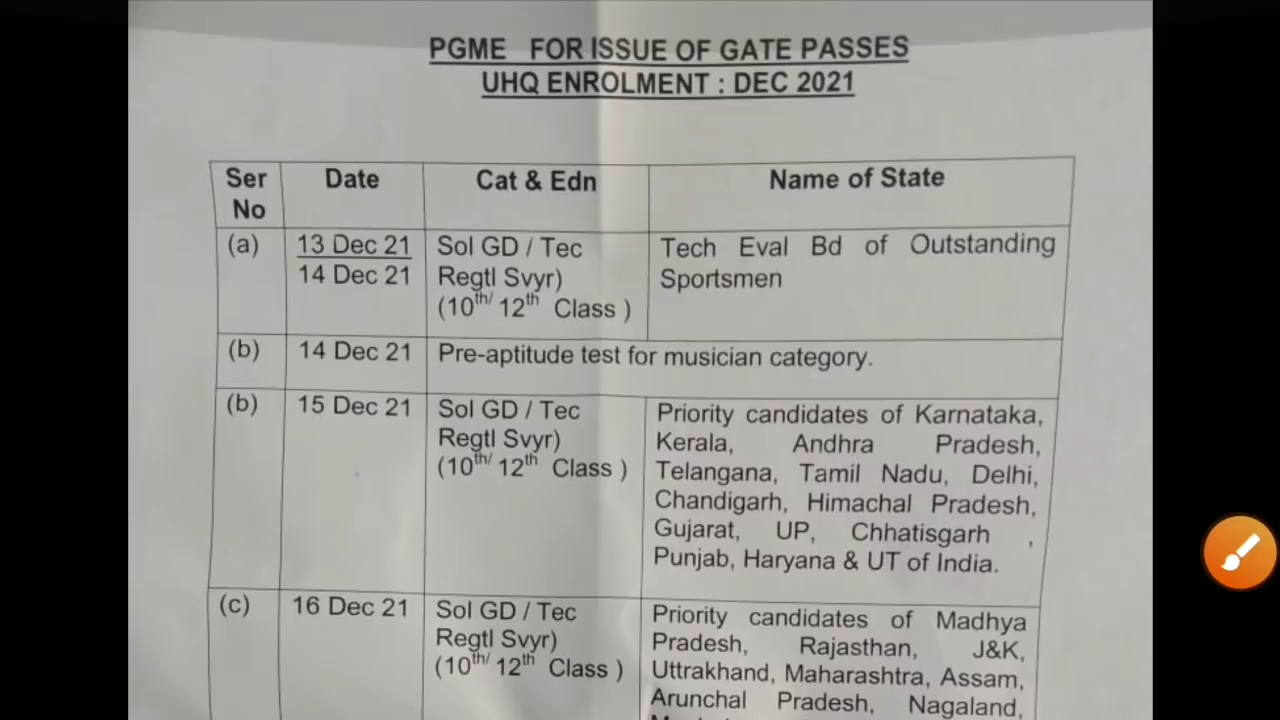 PGME FOR ISSUE OF GATE PASSES
UHQ ENROLMENT : DEC 2021
Ser No Date Cat & Edn Name of State
(a) 13 Dec 21 Sol GD / Tec Tech Eval Bd of Outstanding
14 Dec 21 Regtl Svyr) Sportsmen
(10th/ 12th Class )
(b) 14 Dec 21 Pre-aptitude test for musician category.
(b) 15 Dec 21 Sol GD / Tec Priority candidates of Karnataka,
Regtl Svyr) Kerala, Andhra Pradesh,
(10th/ 12th Class ) Telangana, Tamil Nadu, Delhi,
Chandigarh, Himachal Pradesh,
Gujarat, UP, Chhatisgarh ,
Punjab, Haryana & UT of India.
(c) 16 Dec 21 Sol GD / Tec Priority candidates of Madhya
Regtl Svyr) Pradesh, Rajasthan, J&K,
(10th/ 12th Class ) Uttrakhand, Maharashtra, Assam,
Arunchal Pradesh, Nagaland,